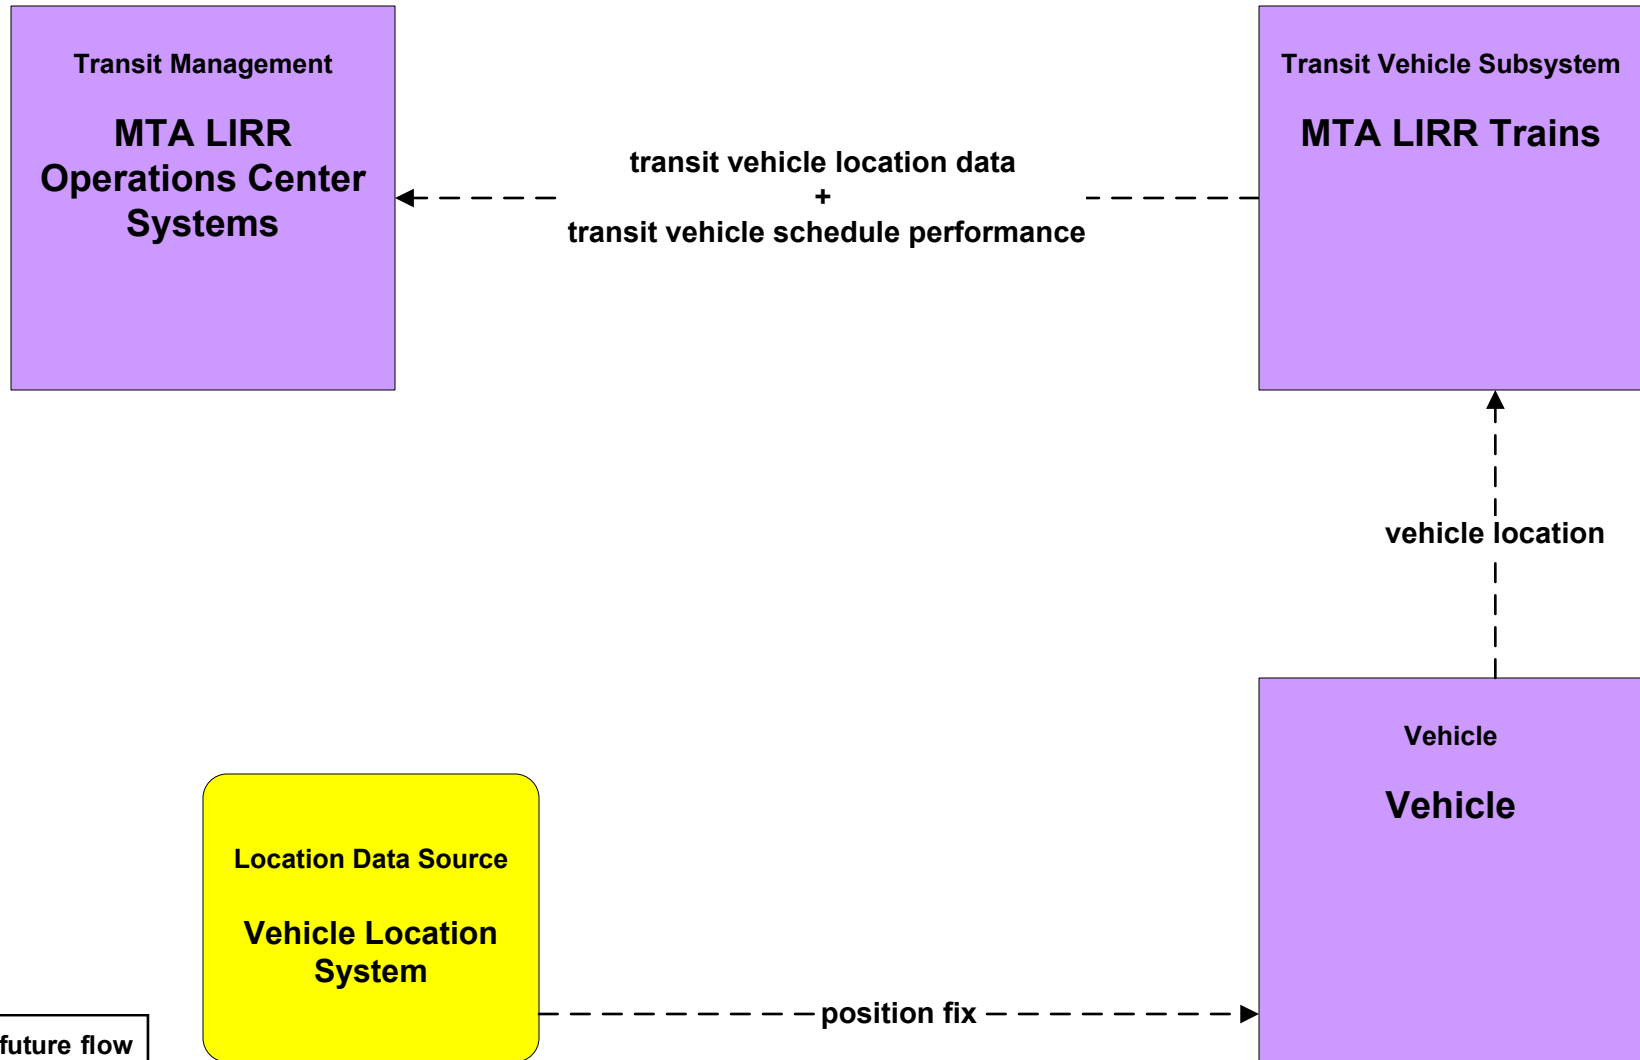 Transit Management
MTA LIRR
Operations Center
Systems
transit vehicle location data
+
transit vehicle schedule performance
Transit Vehicle Subsystem
MTA LIRR Trains
vehicle location
Vehicle
Vehicle
Location Data Source
Vehicle Location
System
position fix
future flow